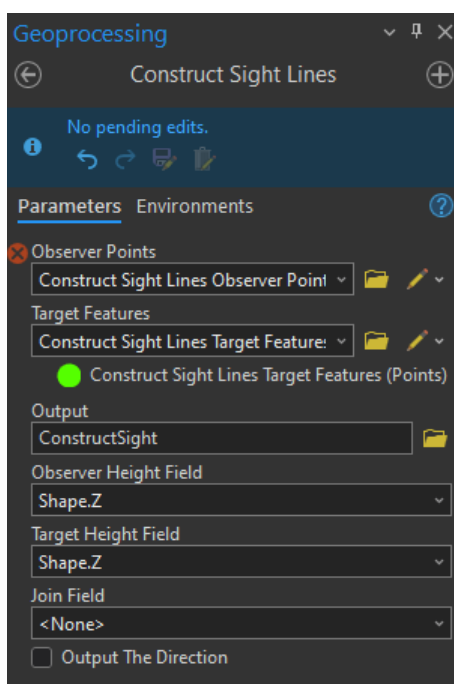 Geoprocessing
Construct Sight Lines
No pending edits.
Parameters Environments
Observer Points
Construct Sight Lines Observer Point
Target Features
Construct Sight Lines Target Features
Construct Sight Lines Target Features (Points)
Output
ConstructSight
Observer Height Field
Shape.Z
Target Height Field
Shape.Z
Join Field
<None>
Output The Direction